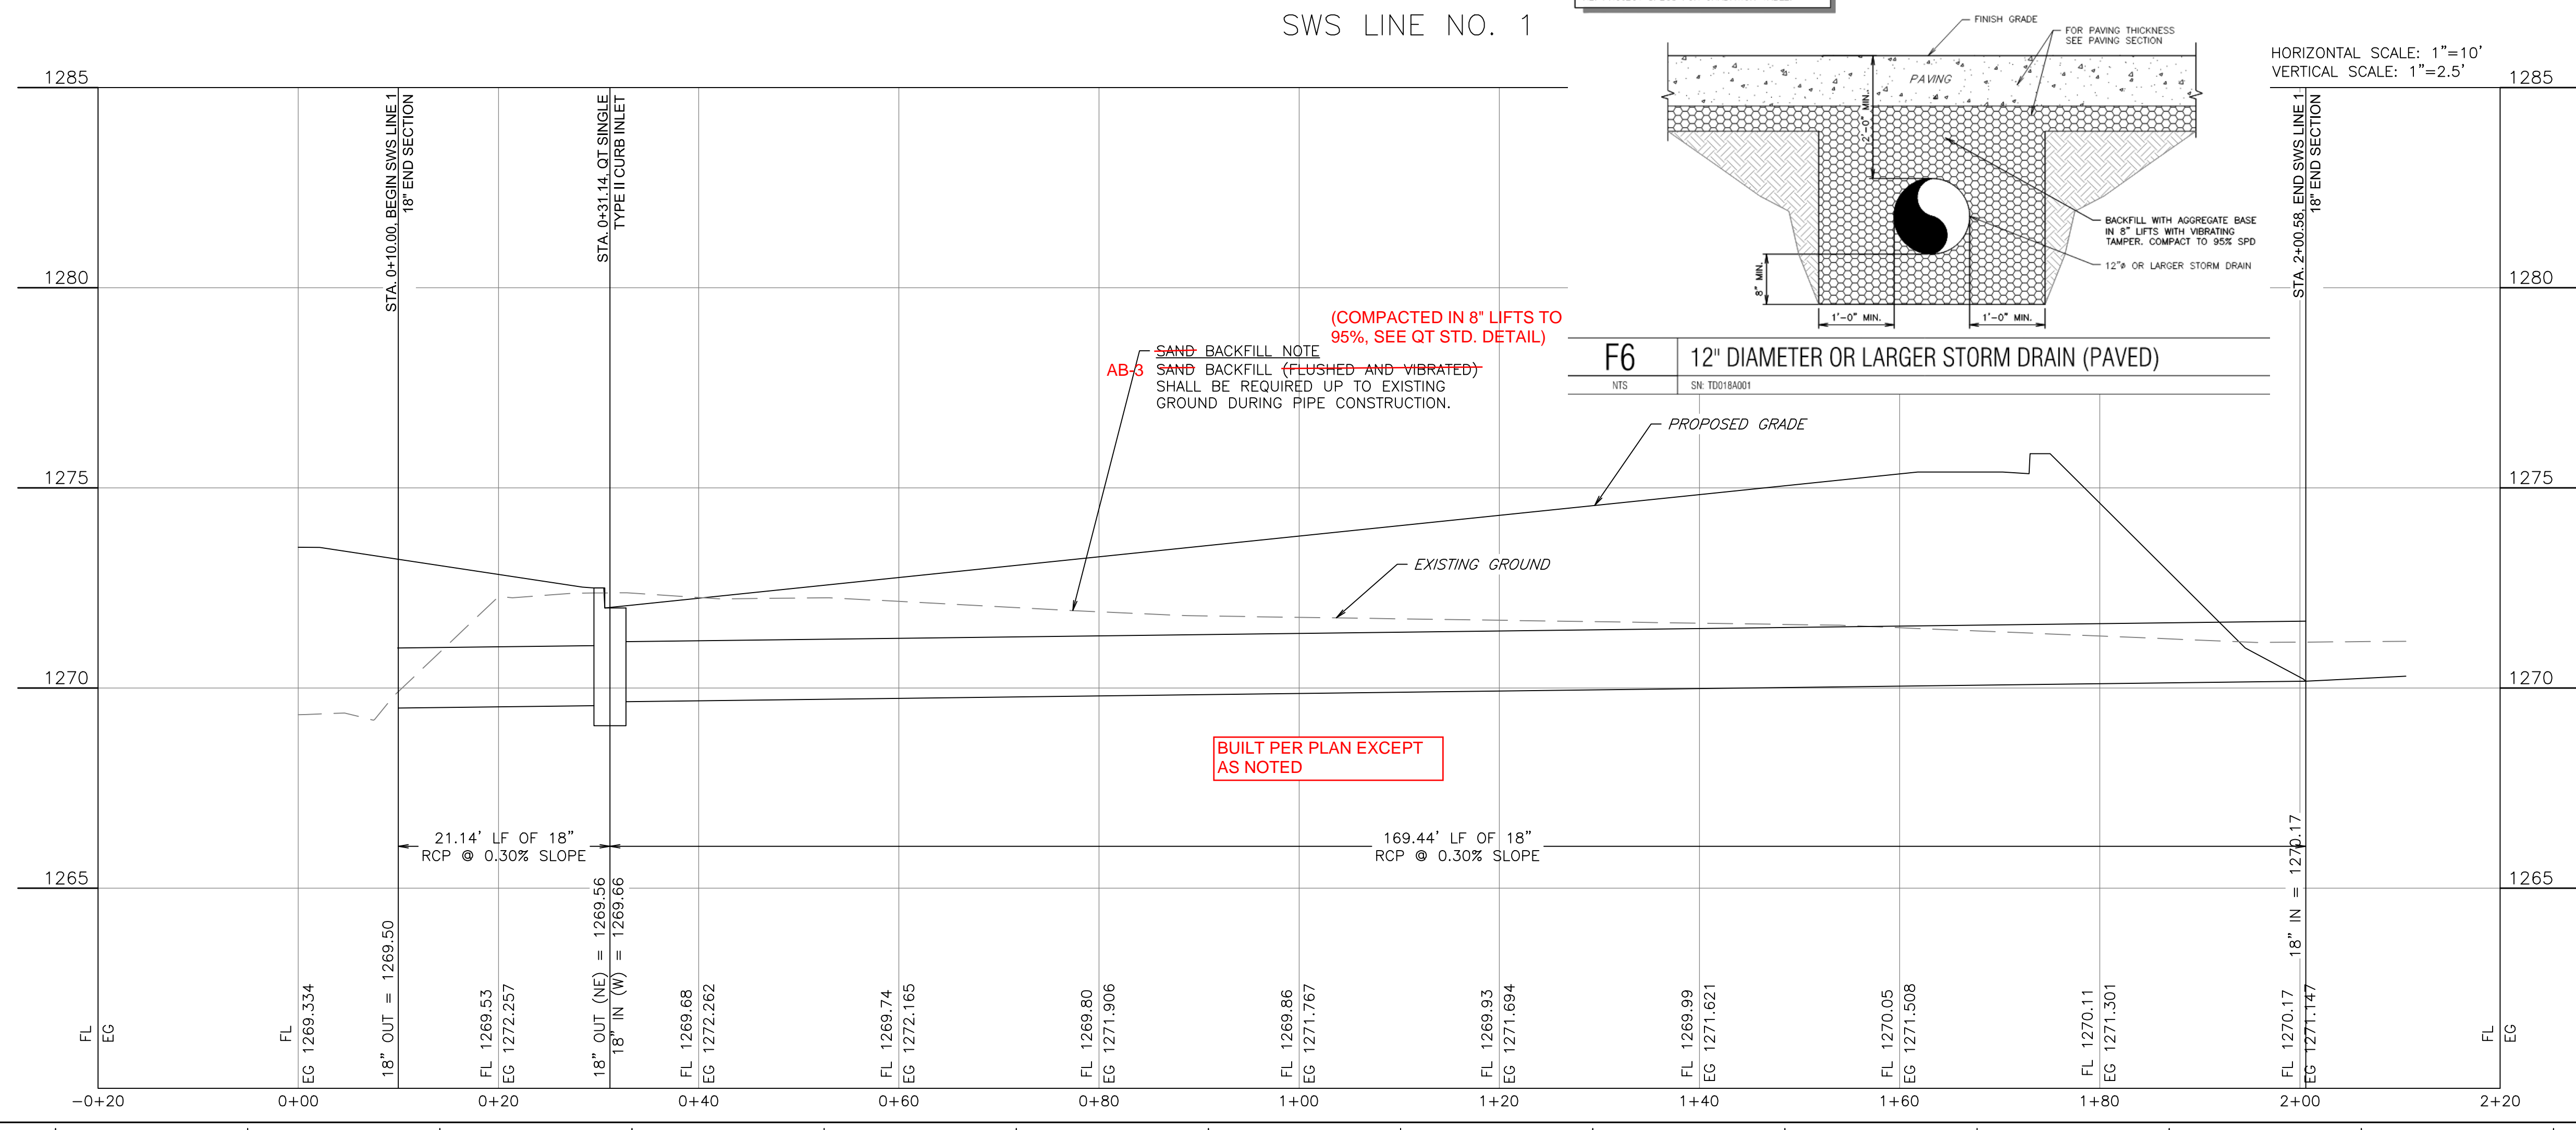 SWS LINE NO. 1
HORIZONTAL SCALE: 1"=10'
VERTICAL SCALE: 1"=2.5'
FINISH GRADE
FOR PAVING THICKNESS
SEE PAVING SECTION
PAVING
2'-0" MIN.
8" MIN.
1'-0" MIN.
1'-0" MIN.
BACKFILL WITH AGGREGATE BASE
IN 8" LIFTS WITH VIBRATING
TAMPER. COMPACT TO 95% SPD
12"ø OR LARGER STORM DRAIN
F6
12" DIAMETER OR LARGER STORM DRAIN (PAVED)
NTS
SN: TD018A001
1285
1280
1275
1270
1265
1285
1280
1275
1270
1265
STA. 0+10.00, BEGIN SWS LINE 1
18" END SECTION
STA. 0+31.14, QT SINGLE
TYPE II CURB INLET
STA. 2+00.58, END SWS LINE 1
18" END SECTION
(COMPACTED IN 8" LIFTS TO
95%, SEE QT STD. DETAIL)
SAND BACKFILL NOTE
AB-3 SAND BACKFILL (FLUSHED AND VIBRATED)
SHALL BE REQUIRED UP TO EXISTING
GROUND DURING PIPE CONSTRUCTION.
PROPOSED GRADE
EXISTING GROUND
BUILT PER PLAN EXCEPT
AS NOTED
21.14' LF OF 18"
RCP @ 0.30% SLOPE
169.44' LF OF 18"
RCP @ 0.30% SLOPE
FL
EG
FL
EG 1269.334
18" OUT = 1269.50
FL 1269.53
EG 1272.257
18" OUT (NE) = 1269.56
18" IN (W) = 1269.66
FL 1269.68
EG 1272.262
FL 1269.74
EG 1272.165
FL 1269.80
EG 1271.906
FL 1269.86
EG 1271.767
FL 1269.93
EG 1271.694
FL 1269.99
EG 1271.621
FL 1270.05
EG 1271.508
FL 1270.11
EG 1271.301
18" IN = 1270.17
FL 1270.17
EG 1271.147
FL
EG
-0+20
0+00
0+20
0+40
0+60
0+80
1+00
1+20
1+40
1+60
1+80
2+00
2+20